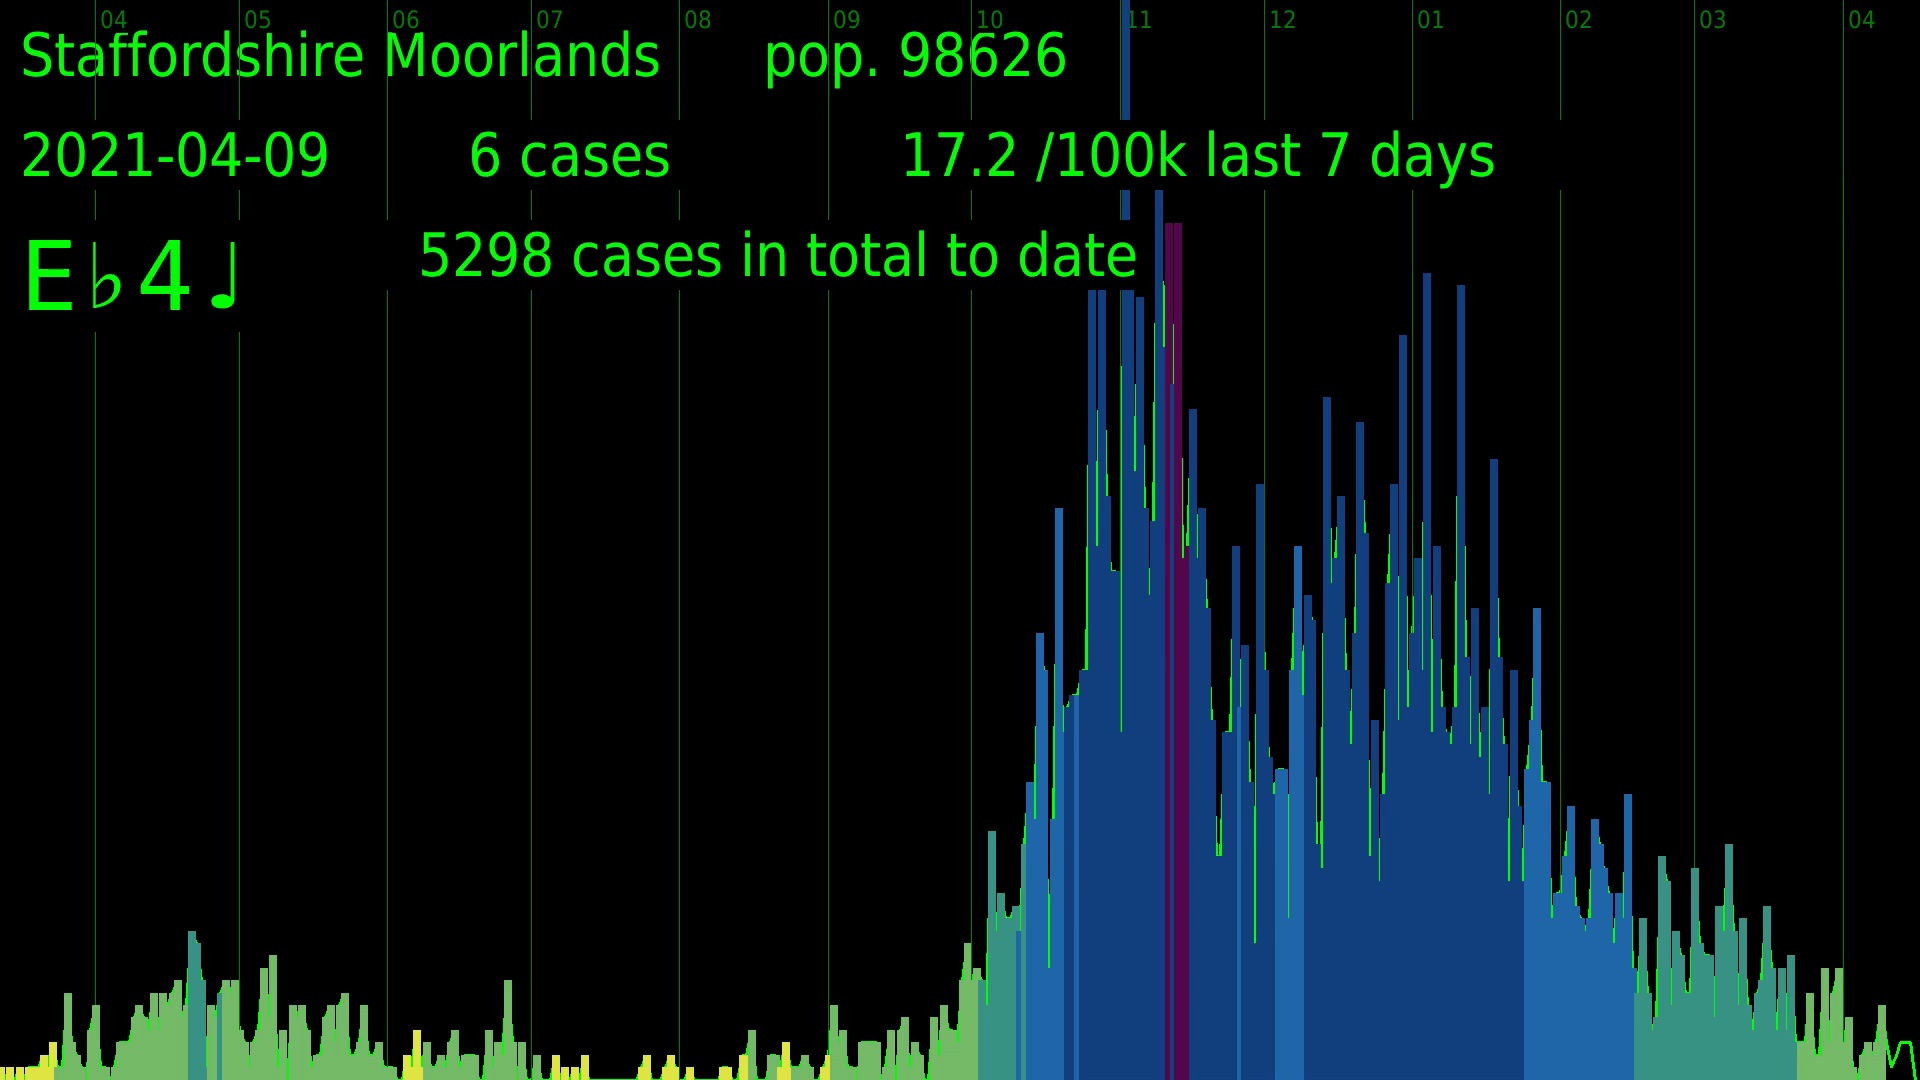 04 05 06 07 08 09 10 11 12 01 02 03 04
Staffordshire Moorlands pop. 98626
2021-04-09 6 cases 17.2 /100k last 7 days
E♭4♩ 5298 cases in total to date